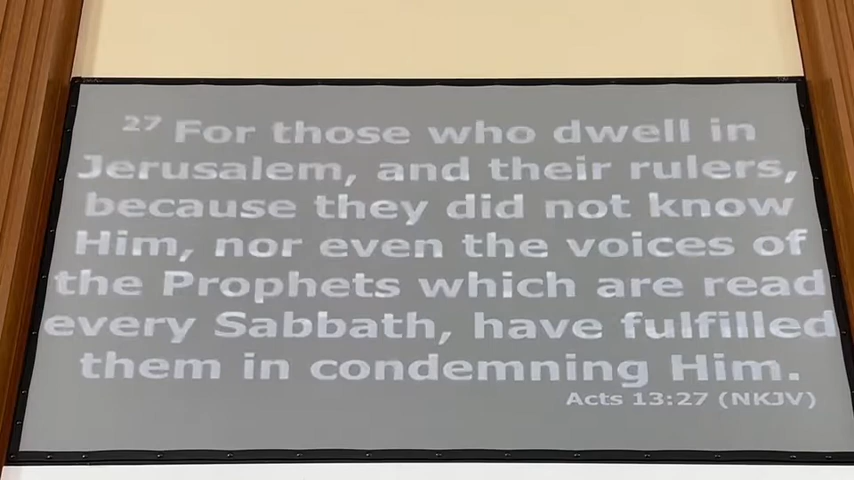 27 For those who dwell in
Jerusalem, and their rulers,
because they did not know
Him, nor even the voices of
the Prophets which are read
every Sabbath, have fulfilled
them in condemning Him.
Acts 13:27 (NKJV)